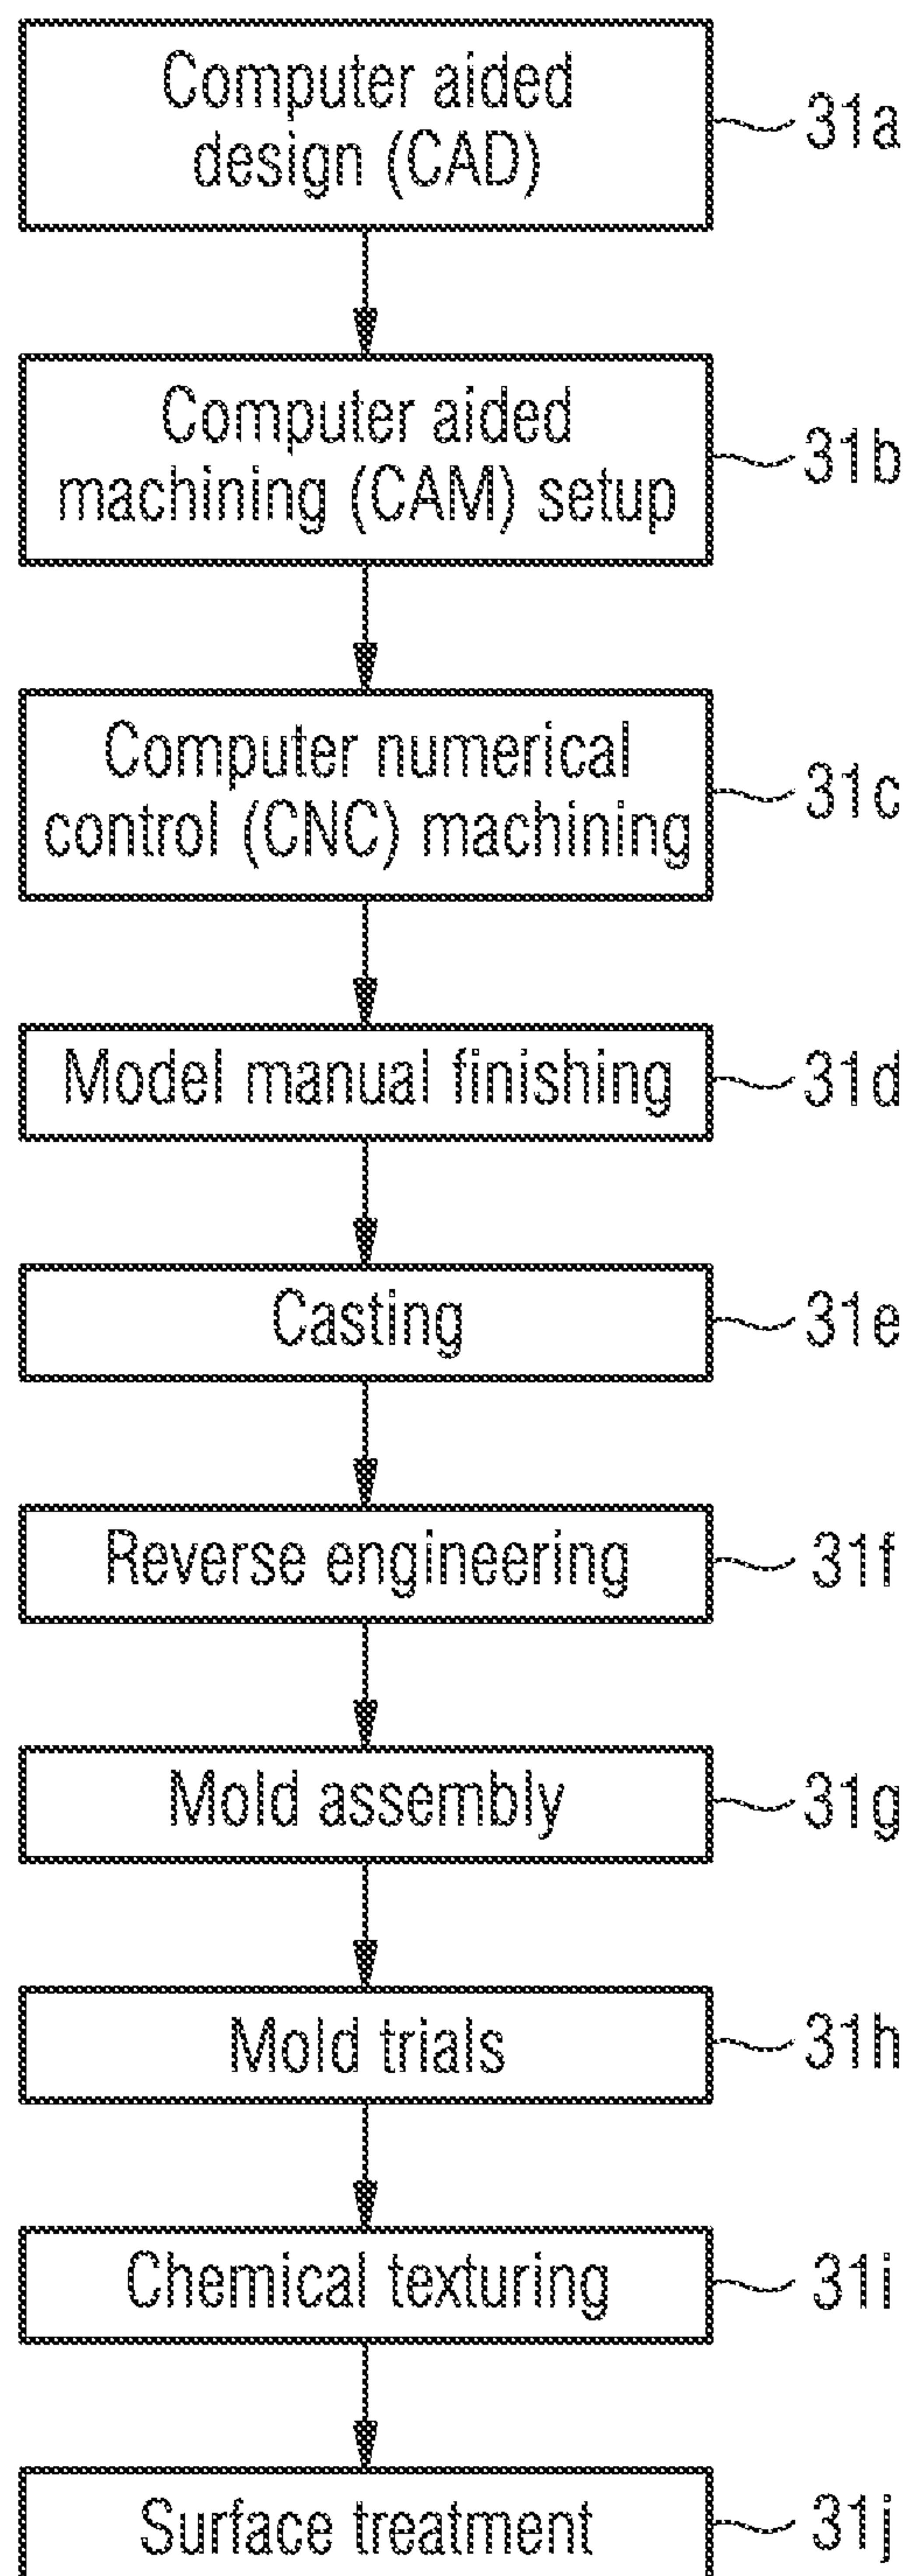 Computer aided
design (CAD)
31a
Computer aided
machining (CAM) setup
31b
Computer numerical
control (CNC) machining
31c
Model manual finishing
31d
Casting
31e
Reverse engineering
31f
Mold assembly
31g
Mold trials
31h
Chemical texturing
31i
Surface treatment
31j